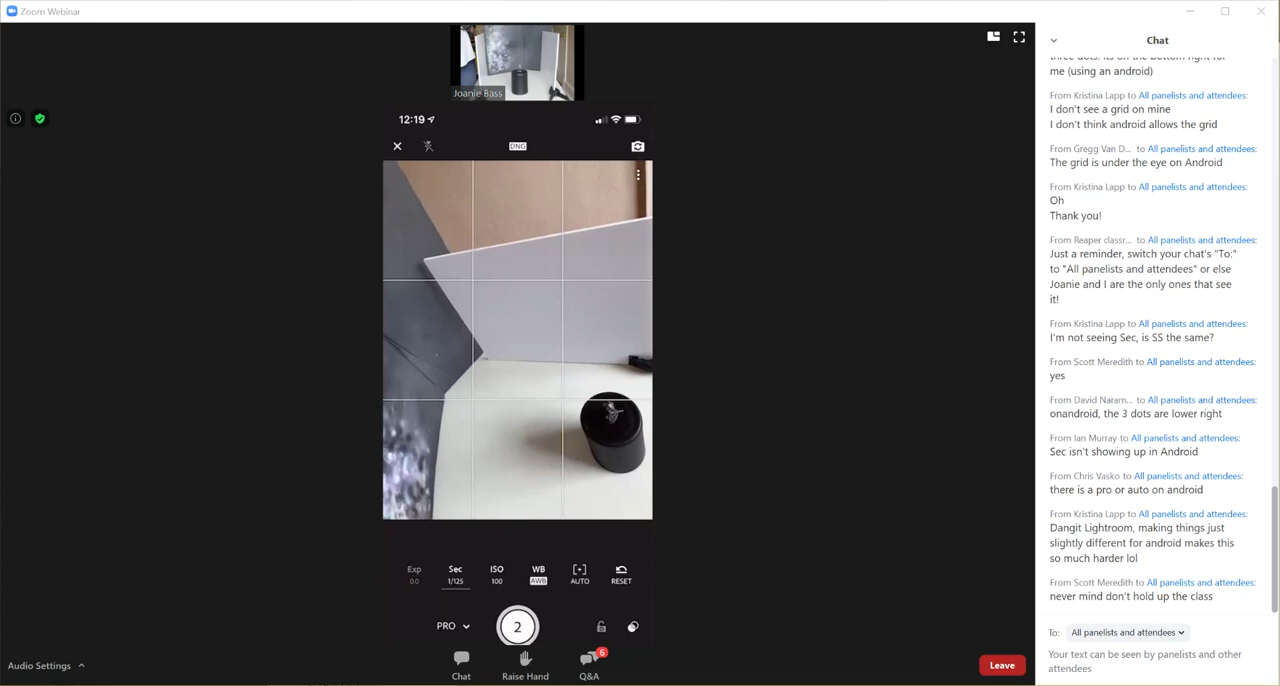 Zoom Webinar
Joanie Bass
12:19
DNG
Exp
0.0
Sec
1/125
ISO
100
WB
AWB
AUTO
RESET
PRO
2
Audio Settings
Chat
Raise Hand
6
Q&A
Leave
Chat
three dots. its on the bottom right for
me (using an android)
From Kristina Lapp to All panelists and attendees:
I don't see a grid on mine
I don't think android allows the grid
From Gregg Van D... to All panelists and attendees:
The grid is under the eye on Android
From Kristina Lapp to All panelists and attendees:
Oh
Thank you!
From Reaper classr... to All panelists and attendees:
Just a reminder, switch your chat's "To:"
to "All panelists and attendees" or else
Joanie and I are the only ones that see
it!
From Kristina Lapp to All panelists and attendees:
I'm not seeing Sec, is SS the same?
From Scott Meredith to All panelists and attendees:
yes
From David Naram... to All panelists and attendees:
onandroid, the 3 dots are lower right
From Ian Murray to All panelists and attendees:
Sec isn't showing up in Android
From Chris Vasko to All panelists and attendees:
there is a pro or auto on android
From Kristina Lapp to All panelists and attendees:
Dangit Lightroom, making things just
slightly different for android makes this
so much harder lol
From Scott Meredith to All panelists and attendees:
never mind don't hold up the class
To: All panelists and attendees
Your text can be seen by panelists and other
attendees